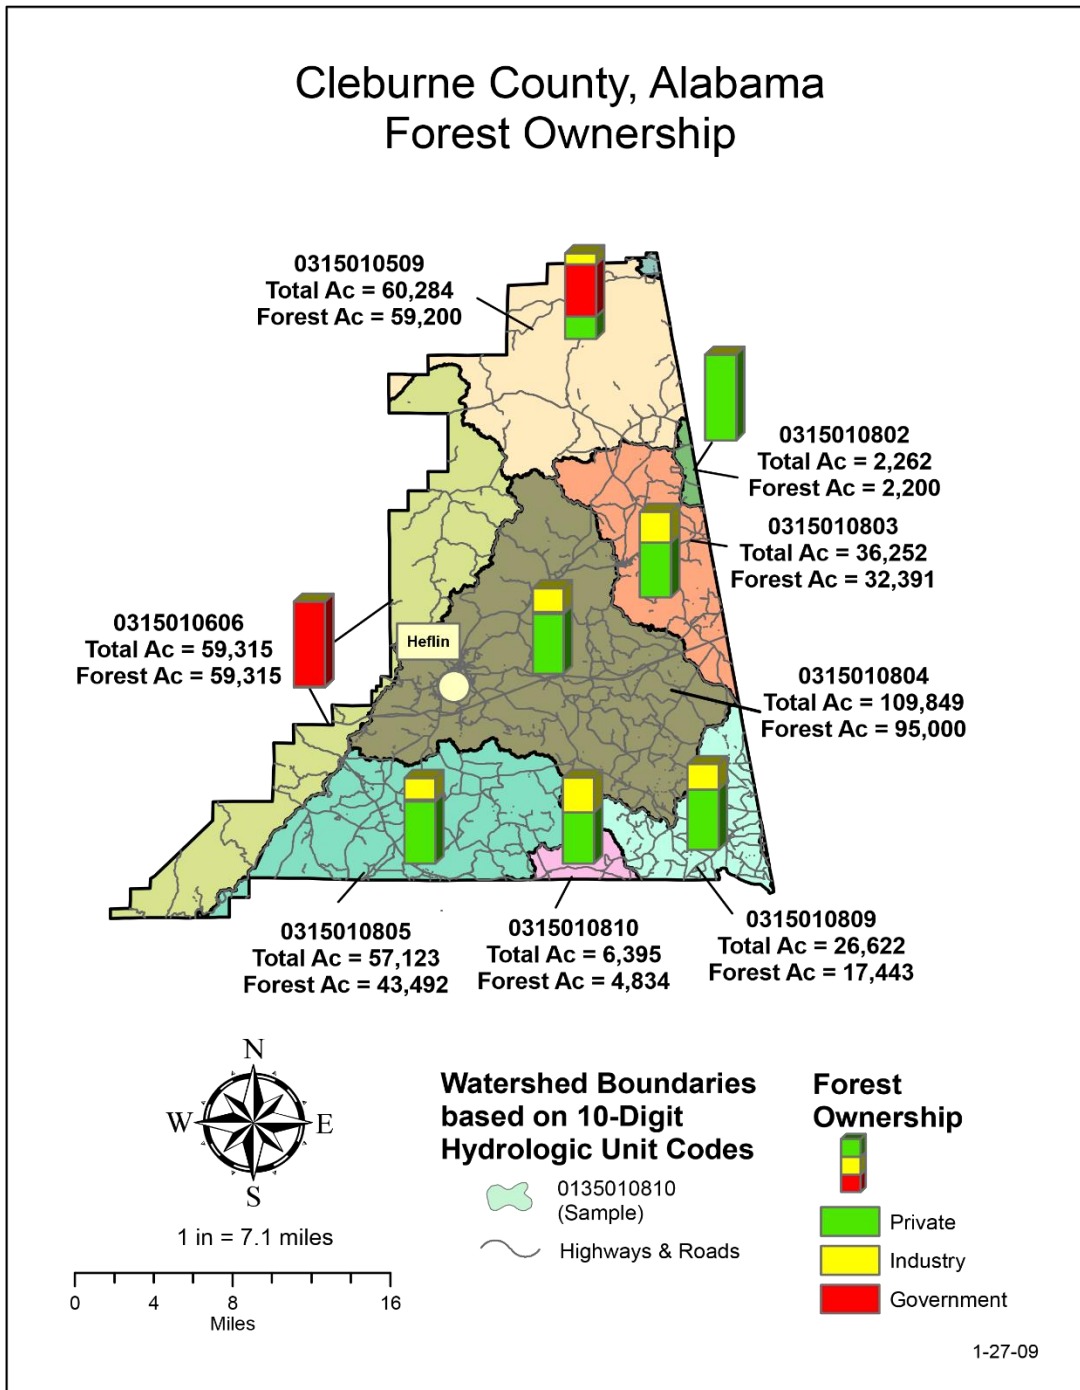 Cleburne County, Alabama
Forest Ownership
0315010509
Total Ac = 60,284
Forest Ac = 59,200
0315010802
Total Ac = 2,262
Forest Ac = 2,200
0315010803
Total Ac = 36,252
Forest Ac = 32,391
0315010606
Total Ac = 59,315
Forest Ac = 59,315
Heflin
0315010804
Total Ac = 109,849
Forest Ac = 95,000
0315010805
Total Ac = 57,123
Forest Ac = 43,492
0315010810
Total Ac = 6,395
Forest Ac = 4,834
0315010809
Total Ac = 26,622
Forest Ac = 17,443
N
W E
S
1 in = 7.1 miles
0 4 8 16
Miles
Watershed Boundaries
based on 10-Digit
Hydrologic Unit Codes
0135010810
(Sample)
Highways & Roads
Forest
Ownership
Private
Industry
Government
1-27-09